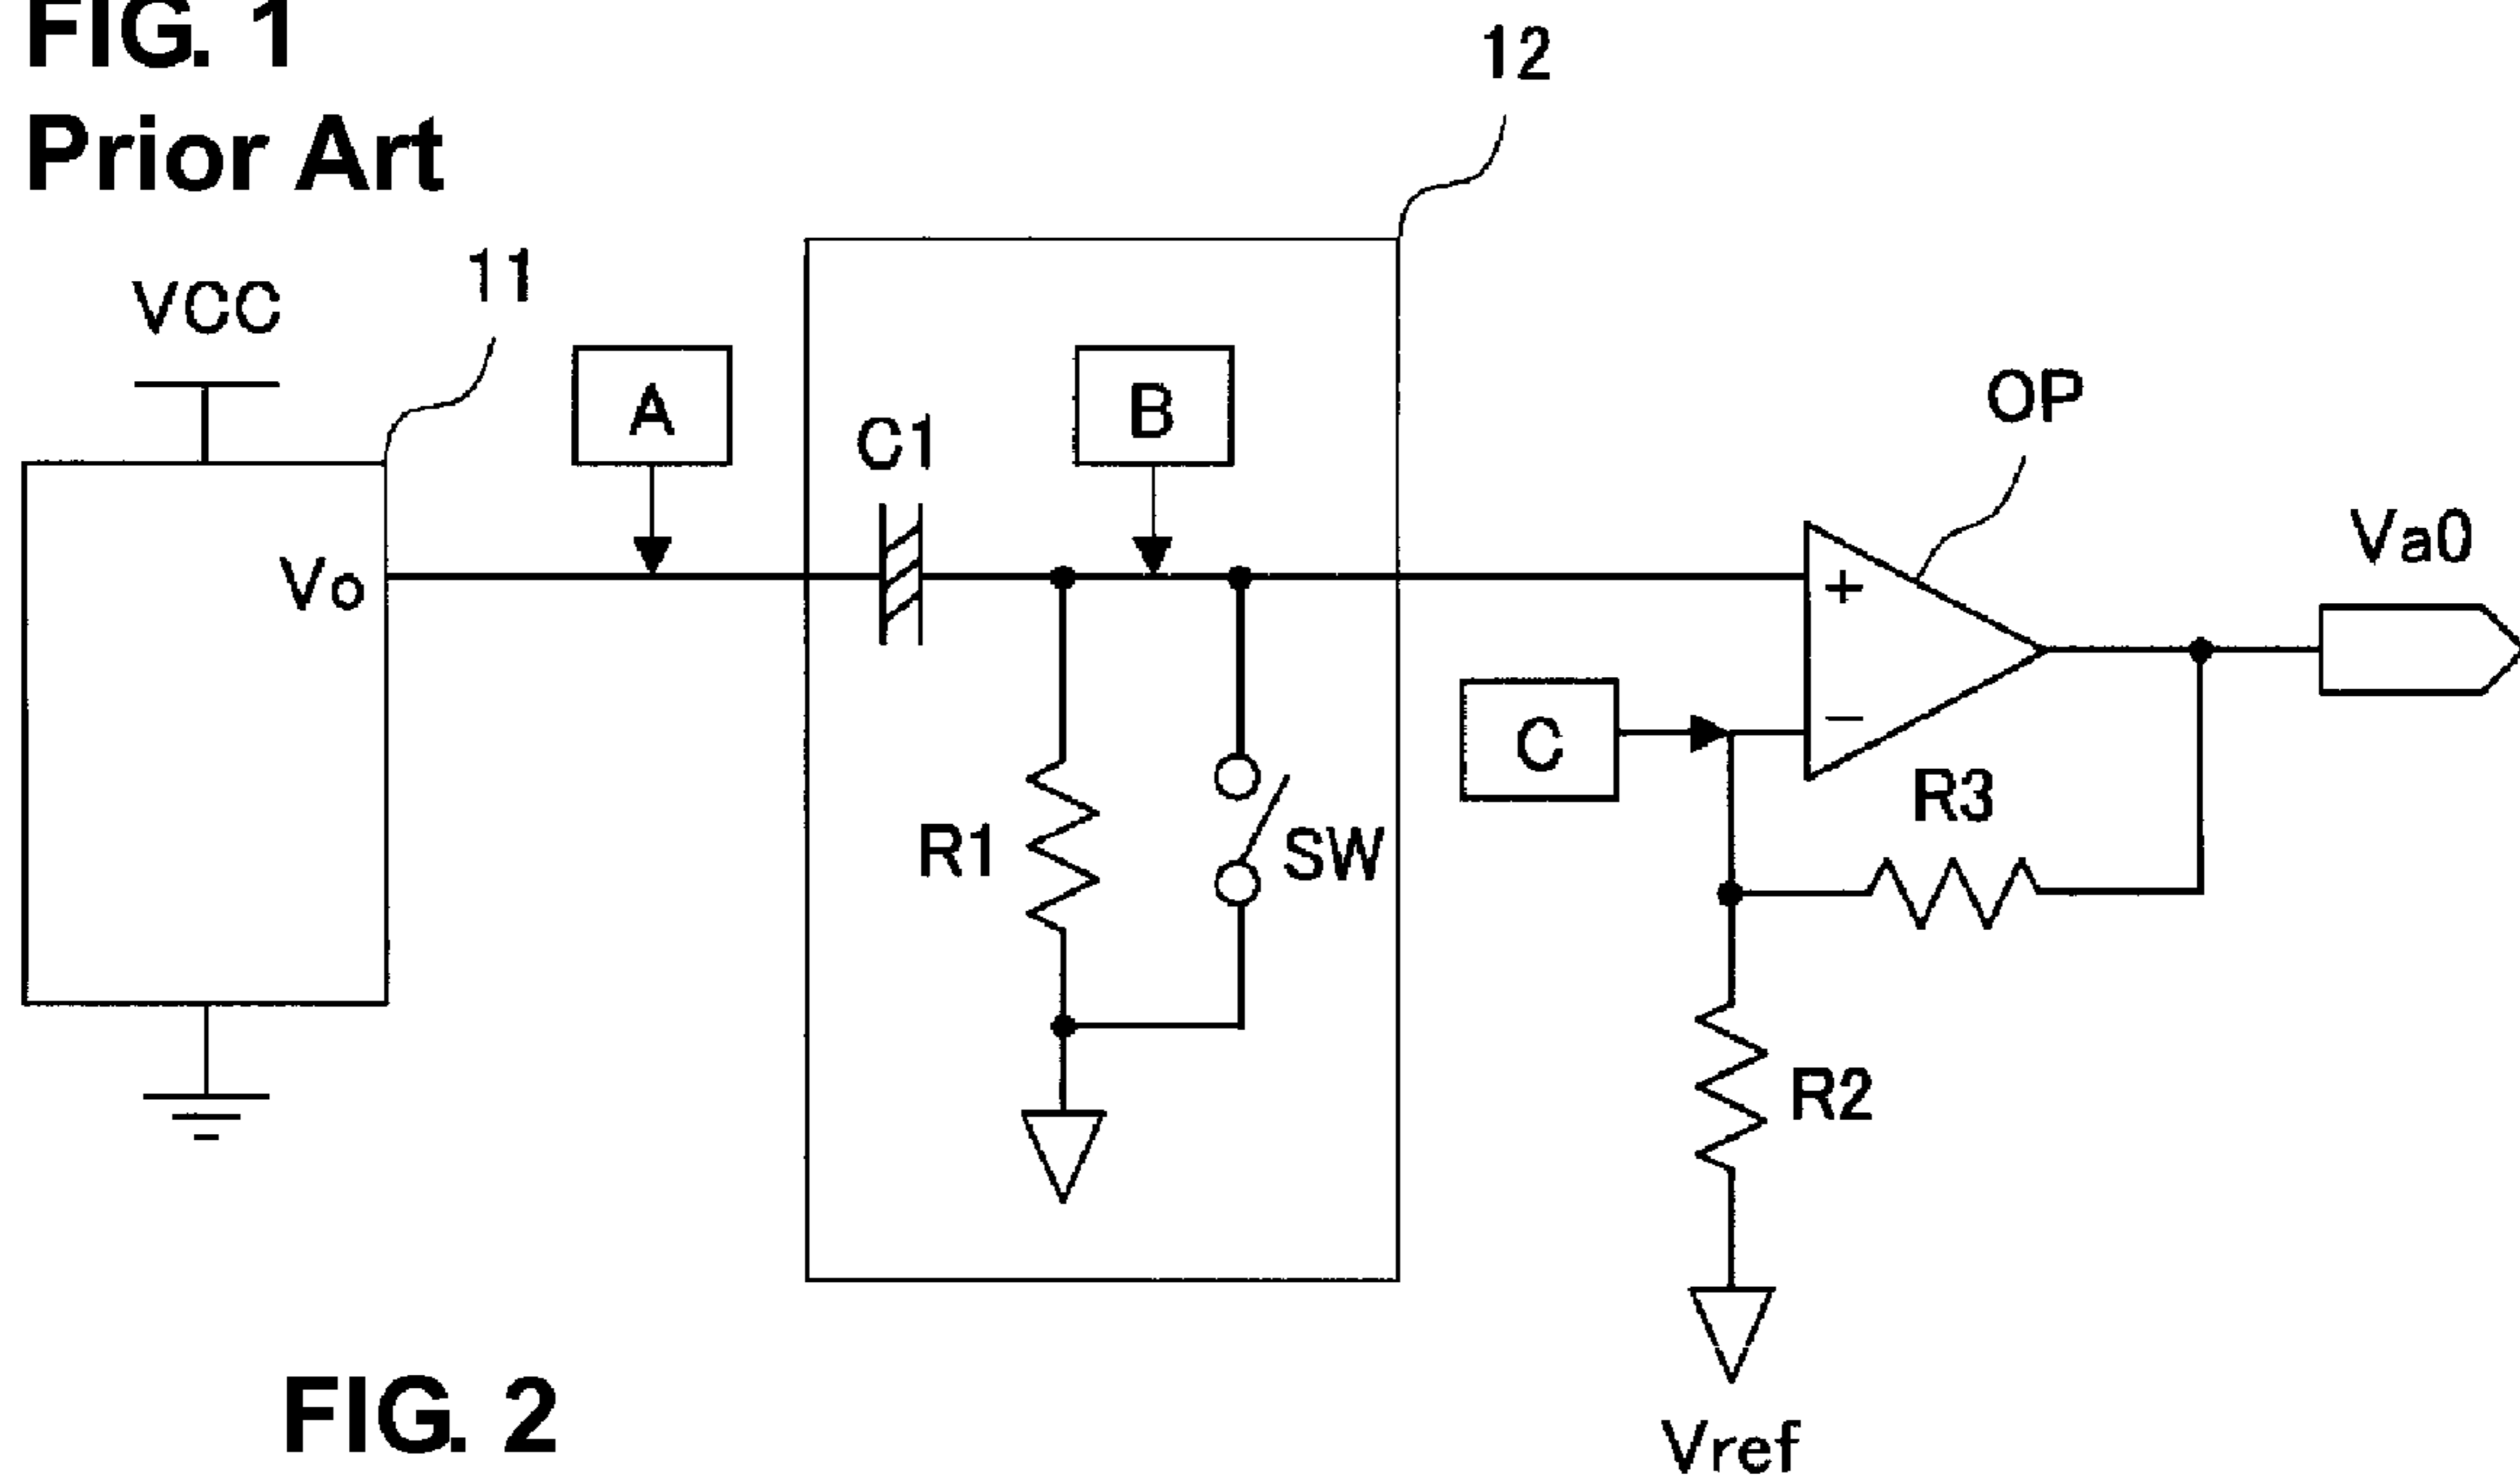 FIG. 1
Prior Art
12
11
VCC
A
B
C1
OP
Vo
Va0
+
−
C
R3
R1
SW
R2
FIG. 2
Vref